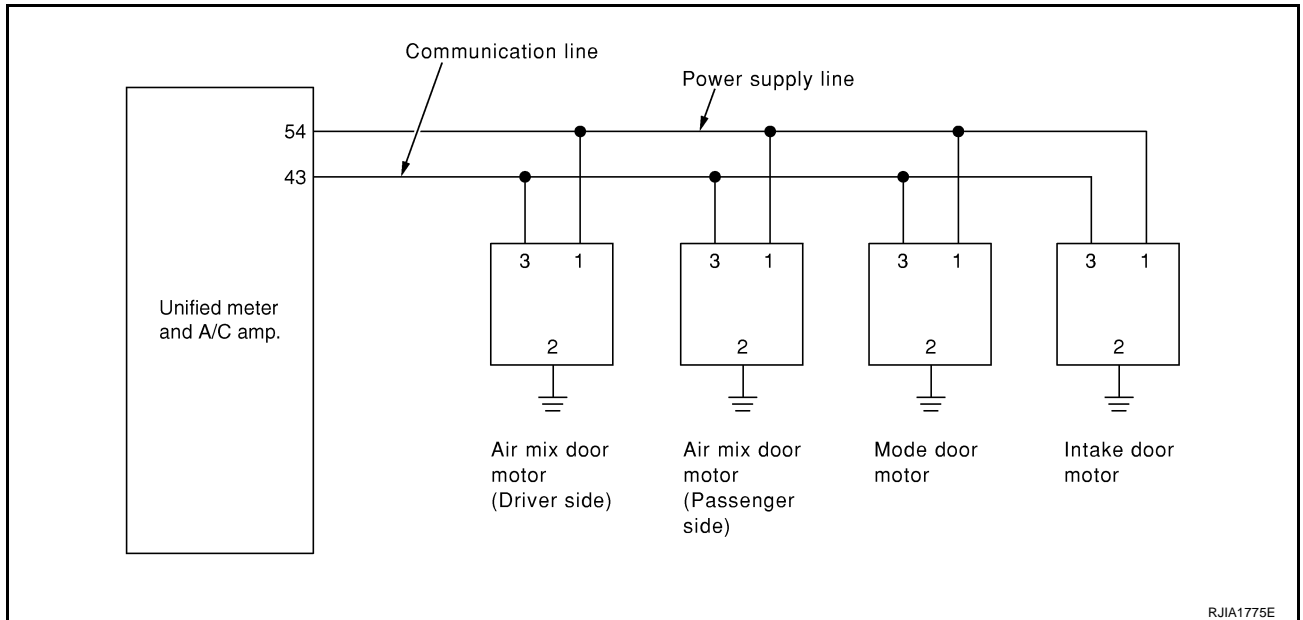 Communication line
Power supply line
54
43
3 1
3 1
3 1
3 1
Unified meter
and A/C amp.
2
2
2
2
Air mix door
motor
(Driver side)
Air mix door
motor
(Passenger
side)
Mode door
motor
Intake door
motor
RJIA1775E